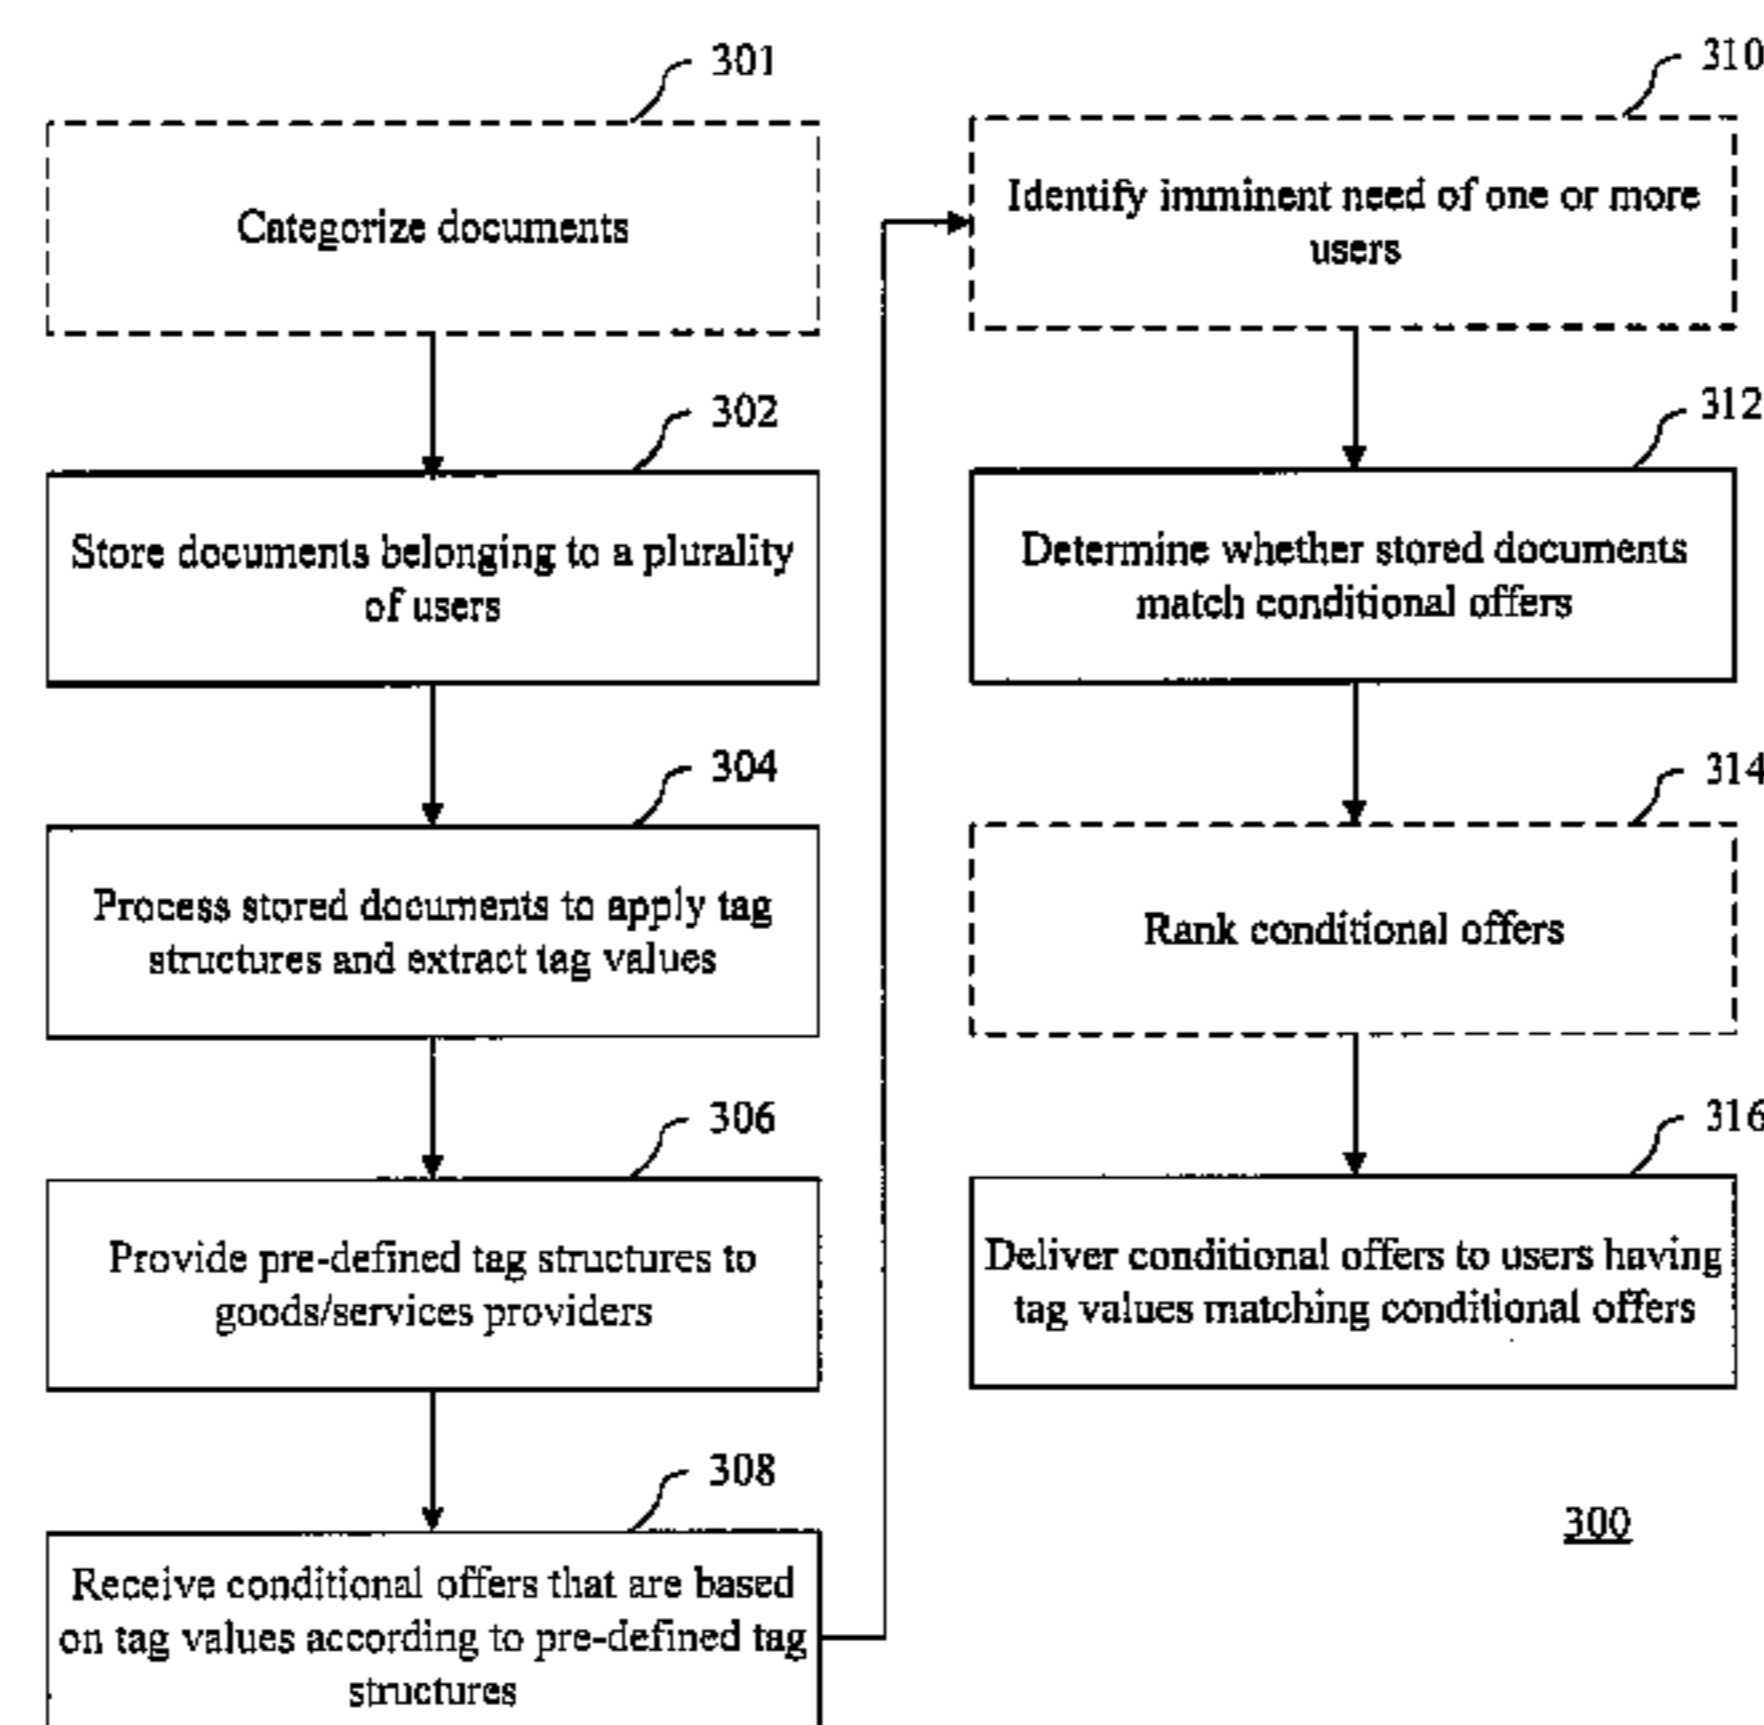 301
Categorize documents
302
Store documents belonging to a plurality
of users
304
Process stored documents to apply tag
structures and extract tag values
306
Provide pre-defined tag structures to
goods/services providers
308
Receive conditional offers that are based
on tag values according to pre-defined tag
structures
310
Identify imminent need of one or more
users
312
Determine whether stored documents
match conditional offers
314
Rank conditional offers
316
Deliver conditional offers to users having
tag values matching conditional offers
300